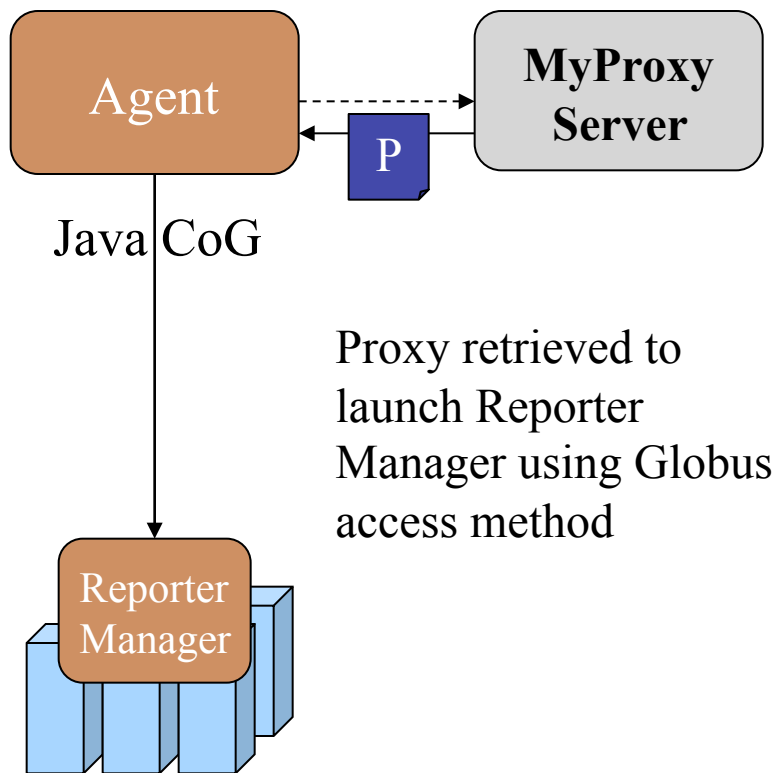 Agent
MyProxy
Server
P
Java CoG
Proxy retrieved to
launch Reporter
Manager using Globus
access method
Reporter
Manager